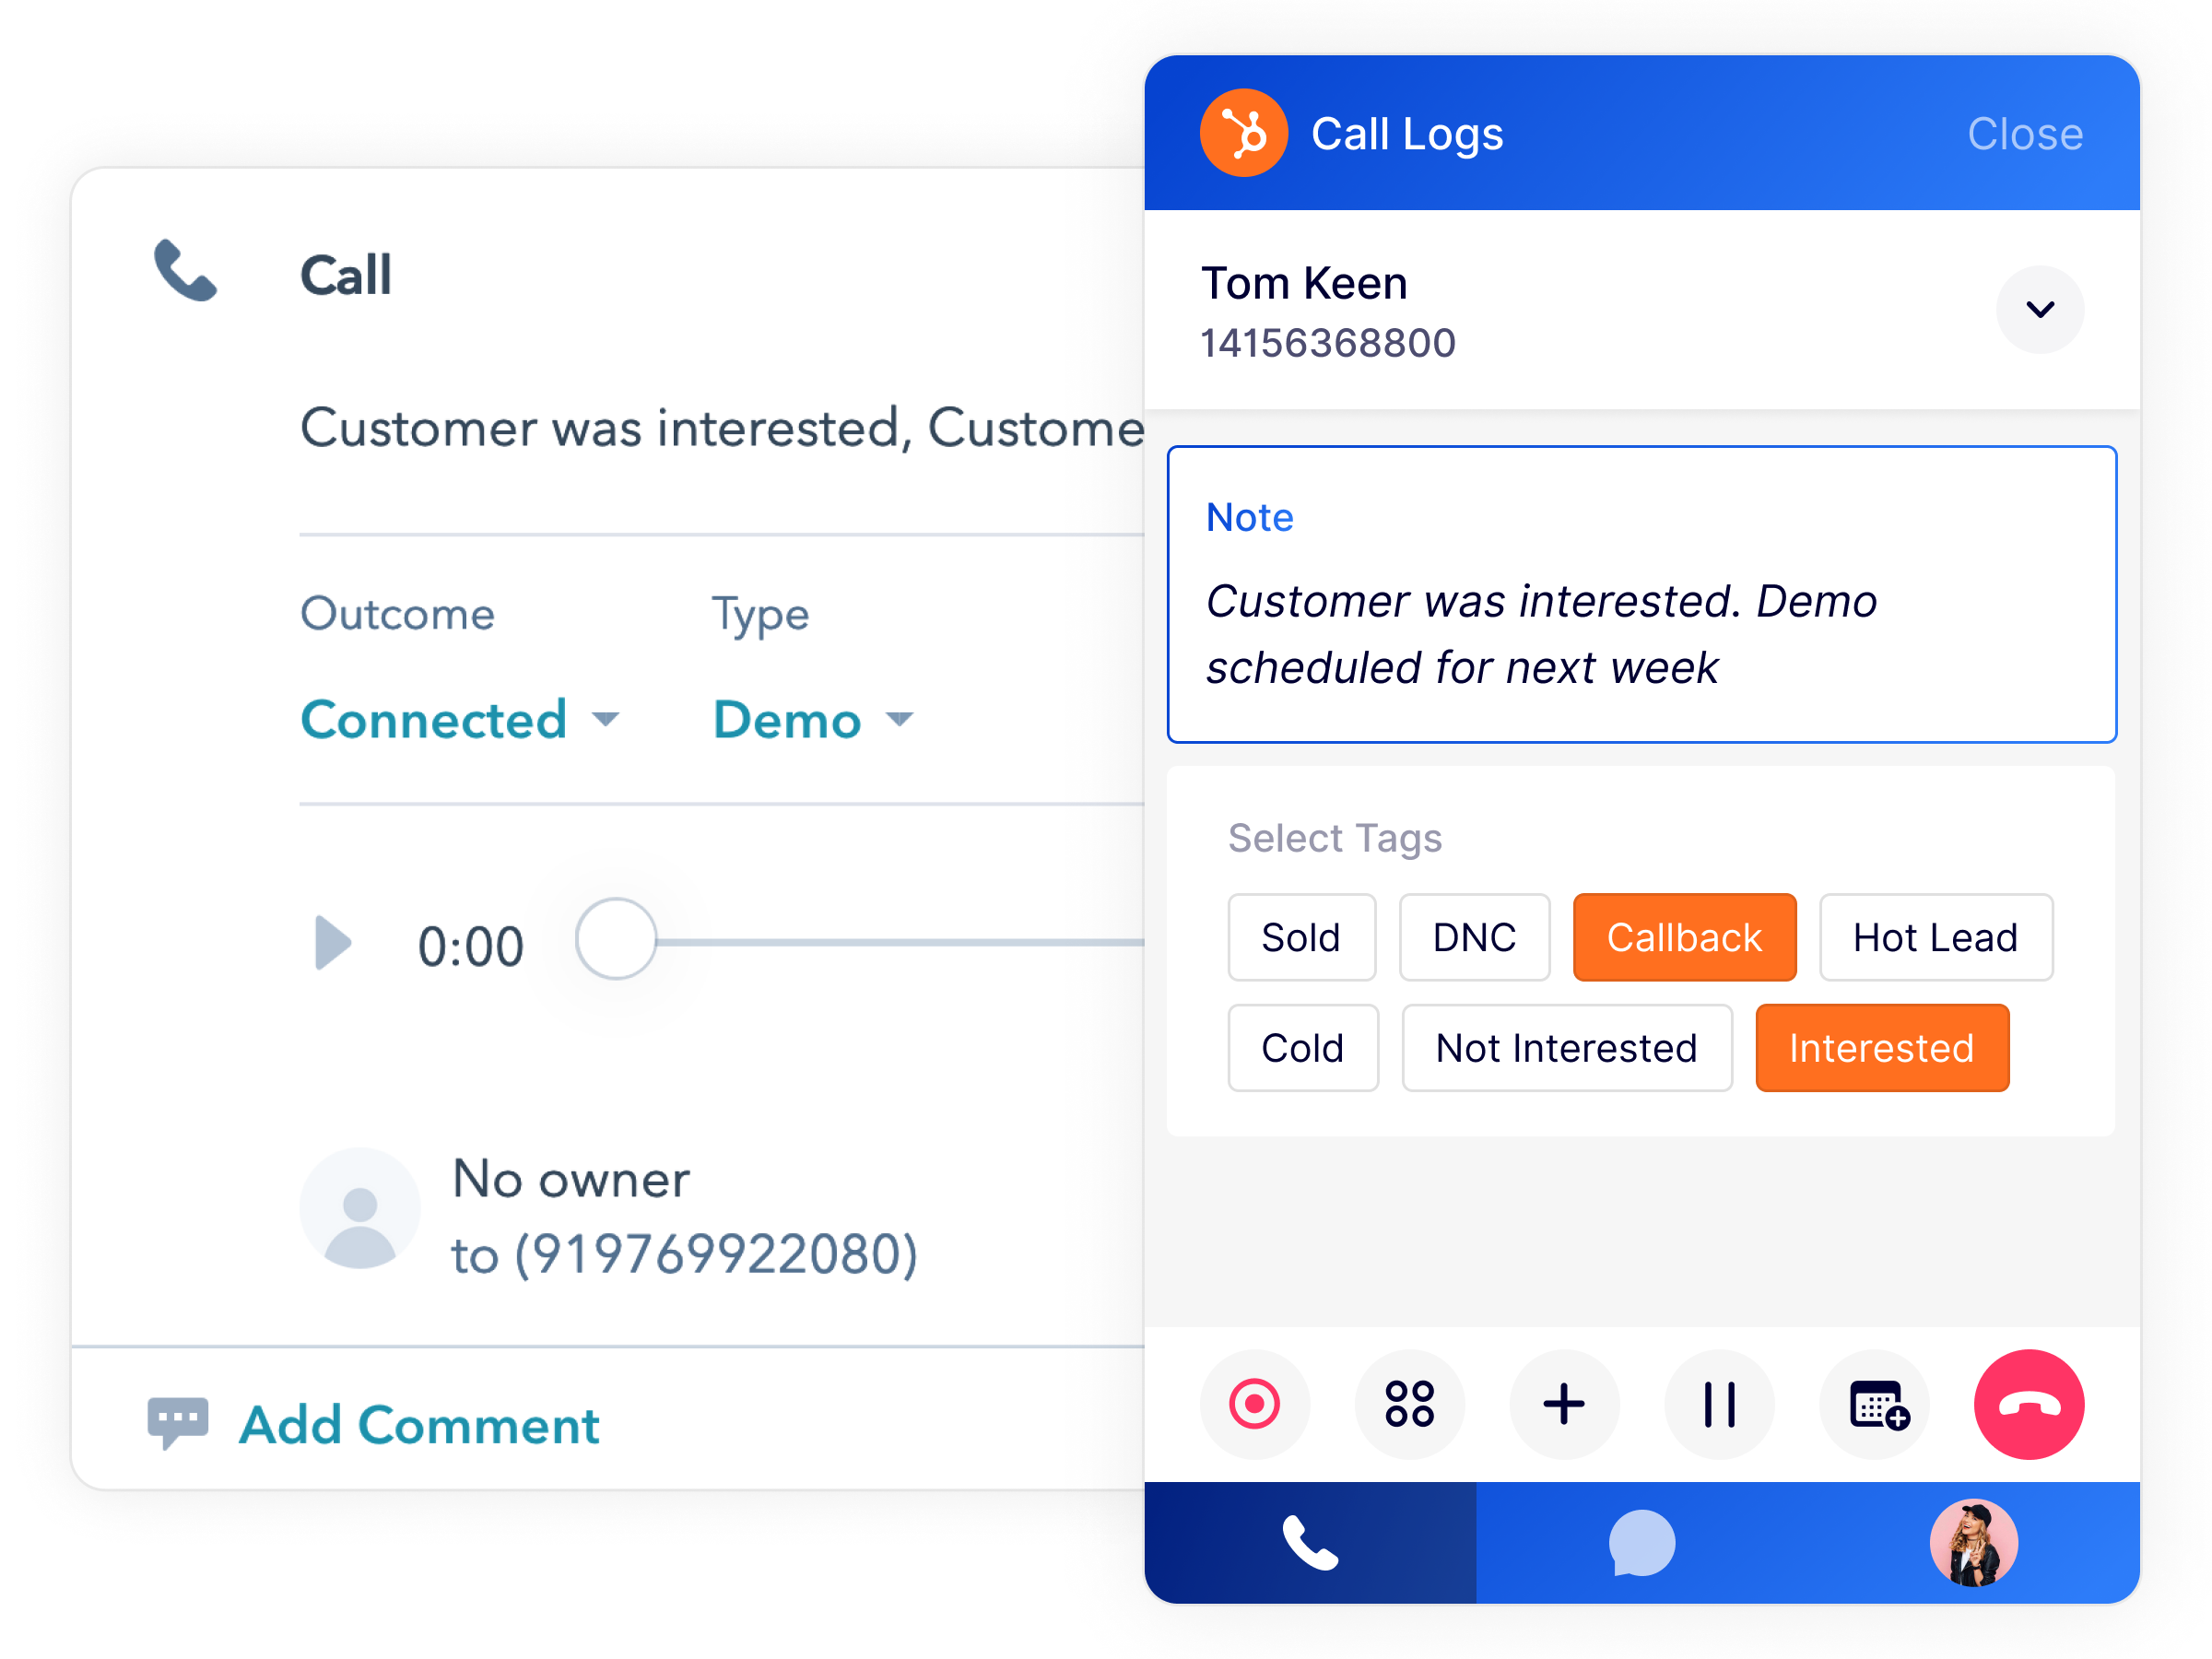 Call
Customer was interested, Custome
Outcome
Type
Connected
Demo
0:00
No owner
to (919769922080)
Add Comment
Call Logs
Close
Tom Keen
14156368800
Note
Customer was interested. Demo
scheduled for next week
Select Tags
Sold
DNC
Callback
Hot Lead
Cold
Not Interested
Interested